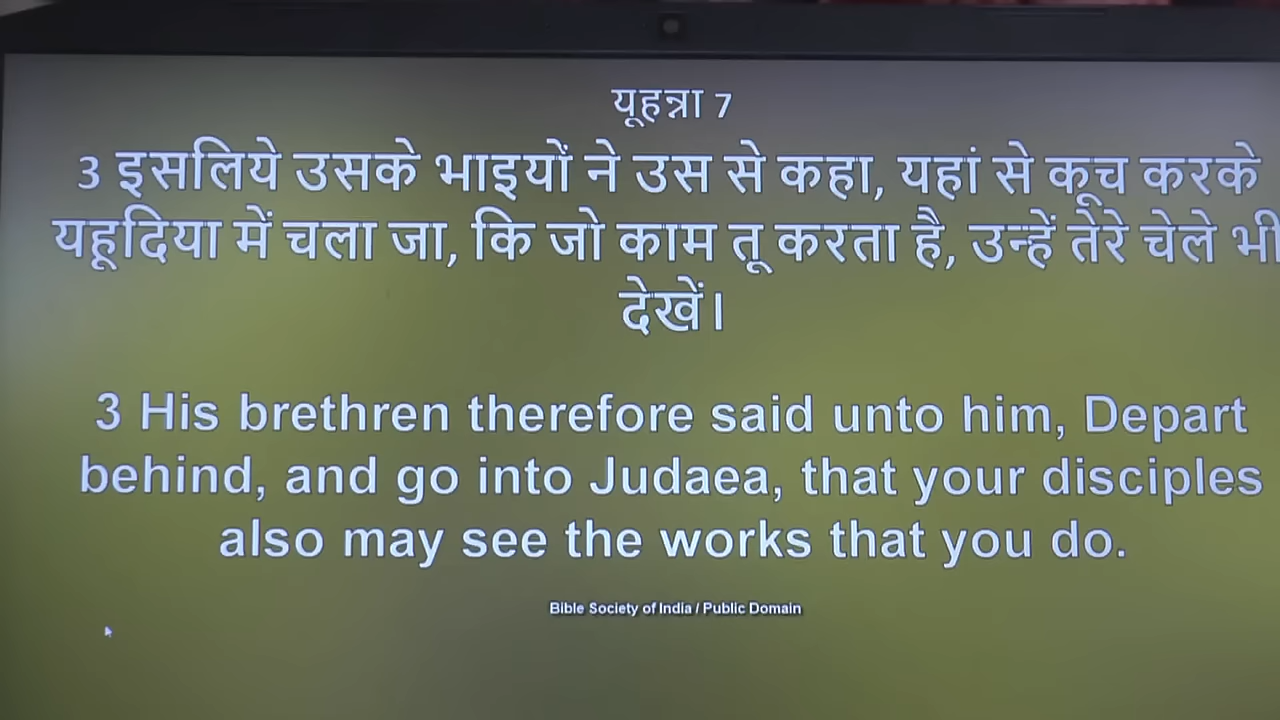 यूहन्ना 7
3 इसलिये उसके भाइयों ने उस से कहा, यहां से कूच करके
यहूदिया में चला जा, कि जो काम तू करता है, उन्हें तेरे चेले भी
देखें।
3 His brethren therefore said unto him, Depart
behind, and go into Judaea, that your disciples
also may see the works that you do.
Bible Society of India / Public Domain